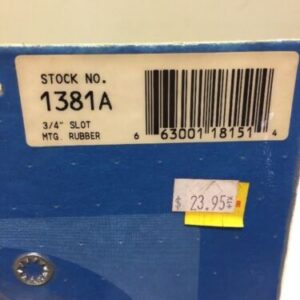 STOCK NO.
1381A
3/4" SLOT
MTG. RUBBER
6 63001 18151 4
$ 23.95